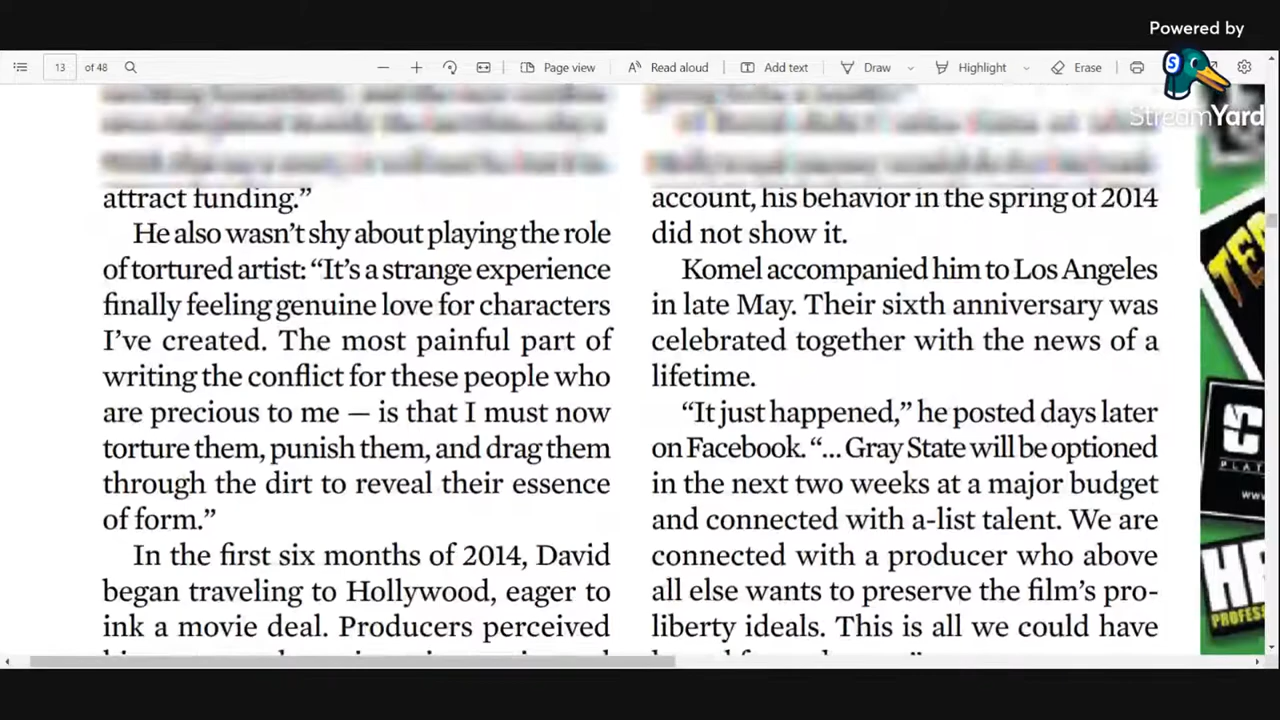 Powered by
StreamYard
13 of 48
Page view
Read aloud
Add text
Draw
Highlight
Erase
attract funding.”
He also wasn’t shy about playing the role
of tortured artist: “It’s a strange experience
finally feeling genuine love for characters
I’ve created. The most painful part of
writing the conflict for these people who
are precious to me — is that I must now
torture them, punish them, and drag them
through the dirt to reveal their essence
of form.”
In the first six months of 2014, David
began traveling to Hollywood, eager to
ink a movie deal. Producers perceived
account, his behavior in the spring of 2014
did not show it.
Komel accompanied him to Los Angeles
in late May. Their sixth anniversary was
celebrated together with the news of a
lifetime.
“It just happened,” he posted days later
on Facebook. “... Gray State will be optioned
in the next two weeks at a major budget
and connected with a-list talent. We are
connected with a producer who above
all else wants to preserve the film’s pro-
liberty ideals. This is all we could have